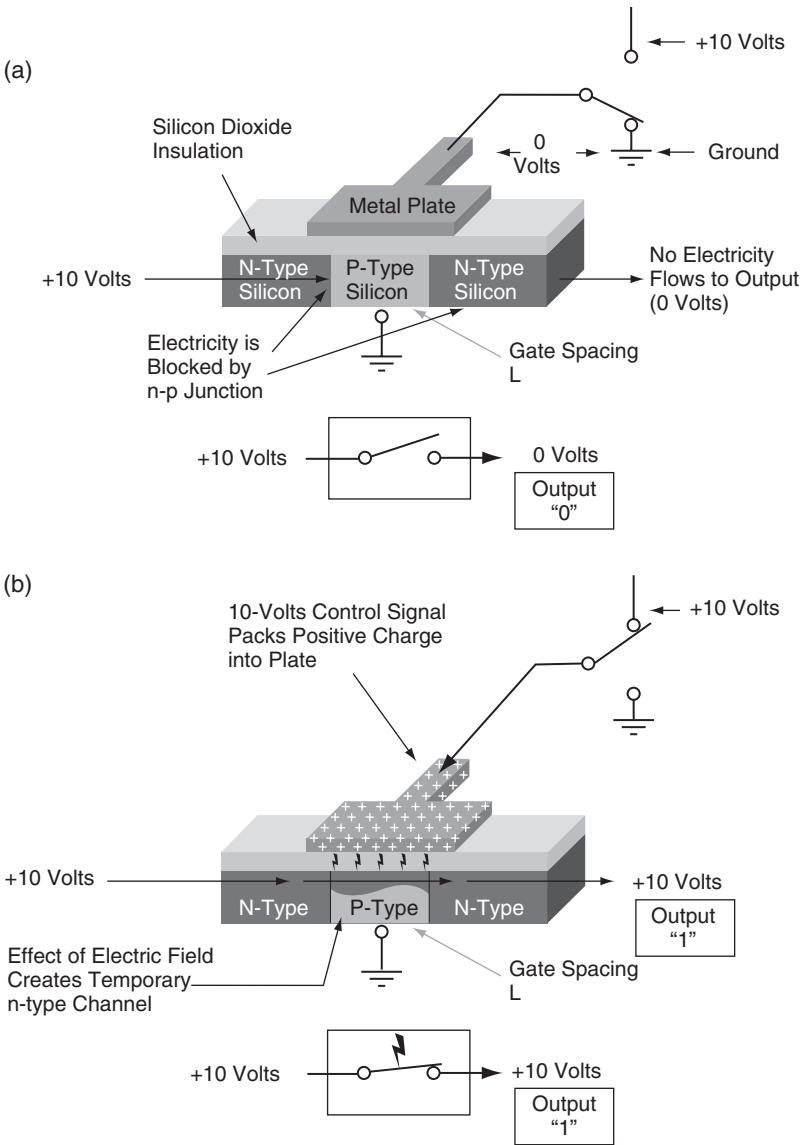 (a)
+10 Volts
Silicon Dioxide
Insulation
0
Volts
Ground
Metal Plate
+10 Volts
N-Type
Silicon
P-Type
Silicon
N-Type
Silicon
No Electricity
Flows to Output
(0 Volts)
Electricity is
Blocked by
n-p Junction
Gate Spacing
L
+10 Volts
0 Volts
Output
“0”
(b)
10-Volts Control Signal
Packs Positive Charge
into Plate
+10 Volts
+10 Volts
N-Type
P-Type
N-Type
+10 Volts
Output
“1”
Effect of Electric Field
Creates Temporary
n-type Channel
Gate Spacing
L
+10 Volts
+10 Volts
Output
“1”